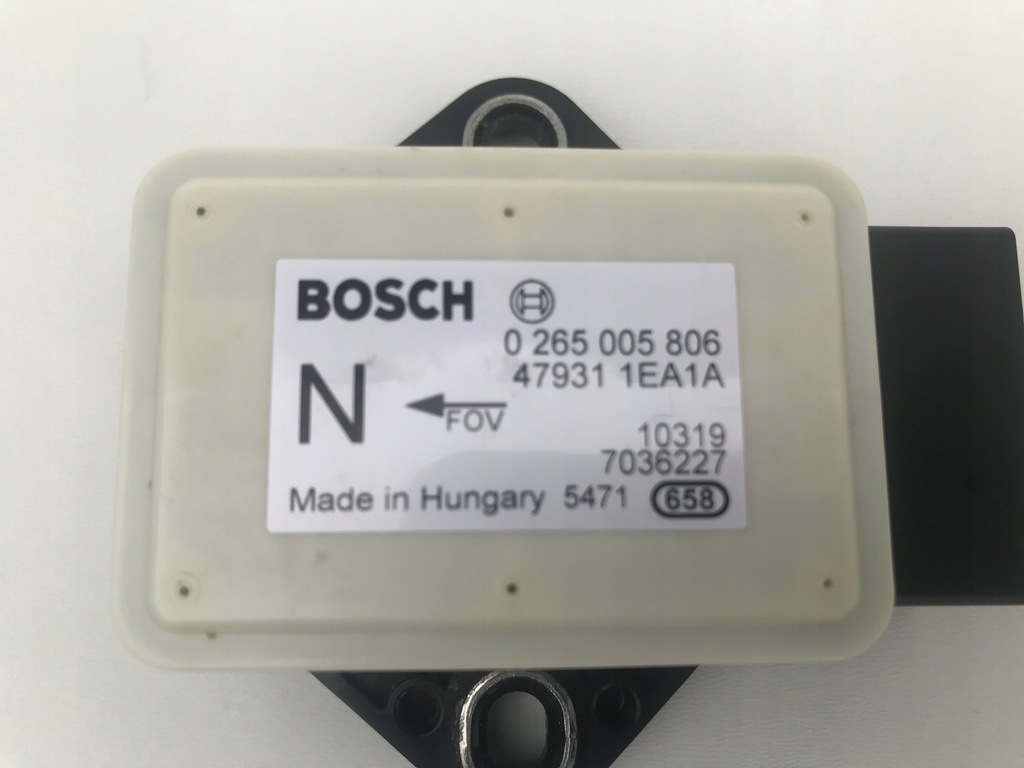 BOSCH
0 265 005 806
47931 1EA1A
N
FOV
10319
7036227
Made in Hungary 5471 658